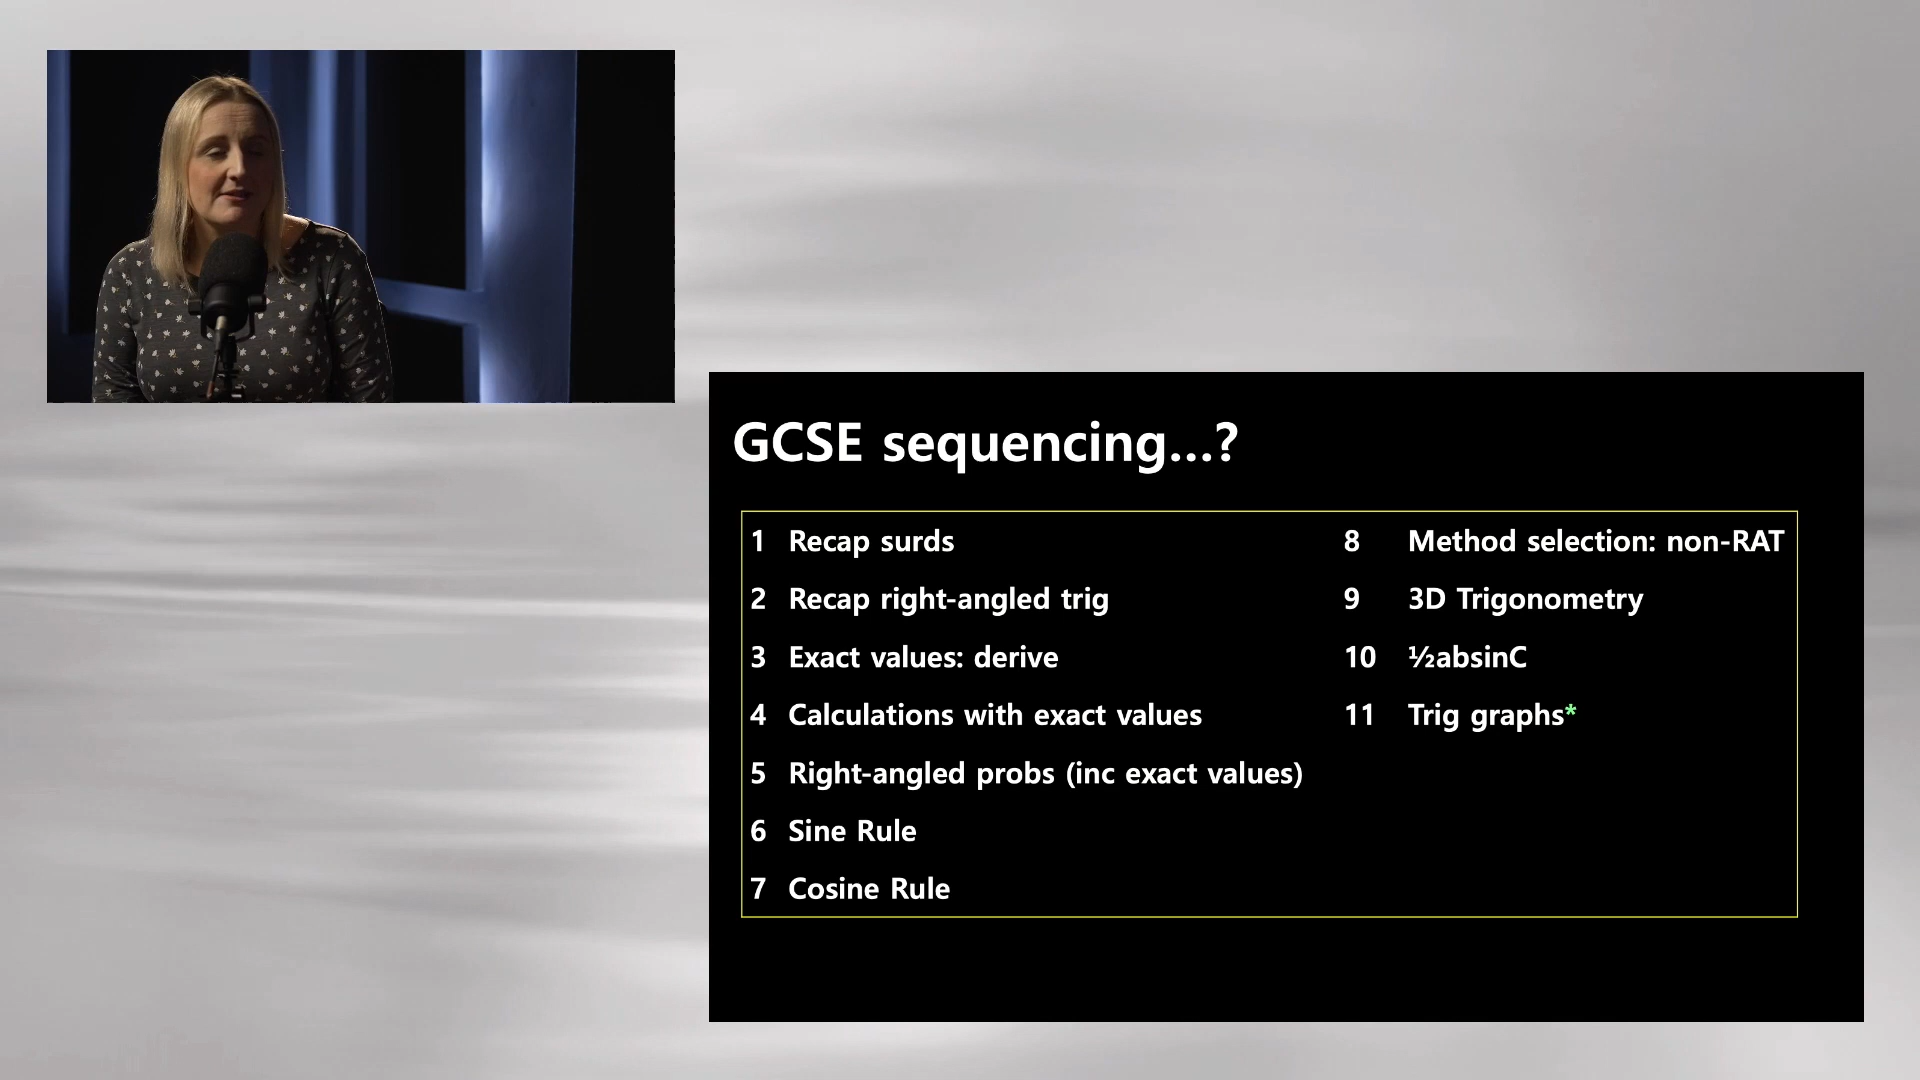 GCSE sequencing...?
1 Recap surds
2 Recap right-angled trig
3 Exact values: derive
4 Calculations with exact values
5 Right-angled probs (inc exact values)
6 Sine Rule
7 Cosine Rule
8 Method selection: non-RAT
9 3D Trigonometry
10 ½absinC
11 Trig graphs*